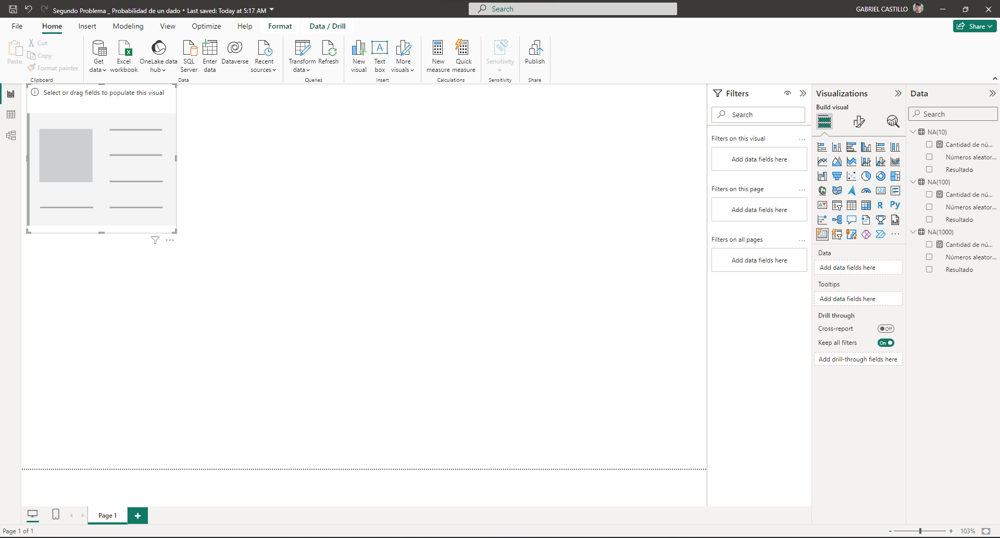 Segundo Problema _ Probabilidad de un dado • Last saved: Today at 5:17 AM
Search
GABRIEL CASTILLO
File Home Insert Modeling View Optimize Help Format Data / Drill
Share
Paste
Cut
Copy
Format painter
Clipboard
Get data
Excel workbook
OneLake data hub
SQL Server
Enter data
Dataverse
Recent sources
Data
Transform data
Refresh
Queries
New visual
Text box
More visuals
Insert
New measure
Quick measure
Calculations
Sensitivity
Sensitivity
Publish
Share
Select or drag fields to populate this visual
Filters
Search
Filters on this visual
...
Add data fields here
Filters on this page
...
Add data fields here
Filters on all pages
...
Add data fields here
Visualizations
Build visual
123
R
Py
123
...
Data
Add data fields here
Tooltips
Add data fields here
Drill through
Cross-report
Off
Keep all filters
On
Add drill-through fields here
Data
Search
NA(10)
Cantidad de nú...
Números aleator...
Resultado
NA(100)
Cantidad de nú...
Números aleator...
Resultado
NA(1000)
Cantidad de nú...
Números aleator...
Resultado
Page 1
+
Page 1 of 1
- + 103%